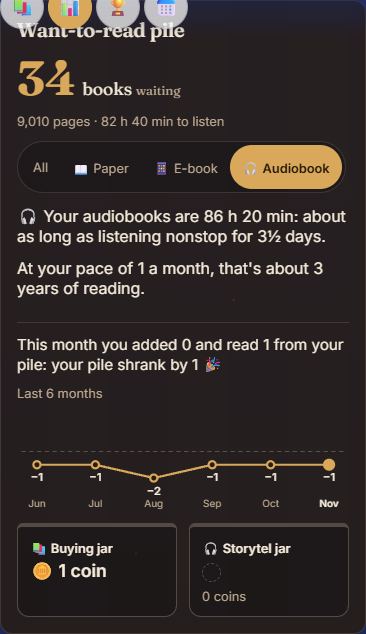 Want-to-read pile
34 books waiting
9,010 pages · 82 h 40 min to listen
All
Paper
E-book
Audiobook
Your audiobooks are 86 h 20 min: about
as long as listening nonstop for 3½ days.
At your pace of 1 a month, that's about 3
years of reading.
This month you added 0 and read 1 from your
pile: your pile shrank by 1
Last 6 months
−1
−1
−2
−1
−1
−1
Jun
Jul
Aug
Sep
Oct
Nov
Buying jar
1 coin
Storytel jar
0 coins